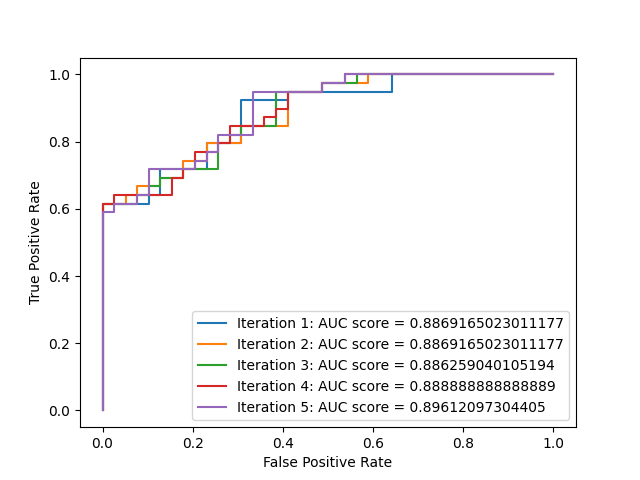 1.0
0.8
0.6
0.4
0.2
0.0
True Positive Rate
Iteration 1: AUC score = 0.8869165023011177
Iteration 2: AUC score = 0.8869165023011177
Iteration 3: AUC score = 0.886259040105194
Iteration 4: AUC score = 0.888888888888889
Iteration 5: AUC score = 0.89612097304405
0.0 0.2 0.4 0.6 0.8 1.0
False Positive Rate